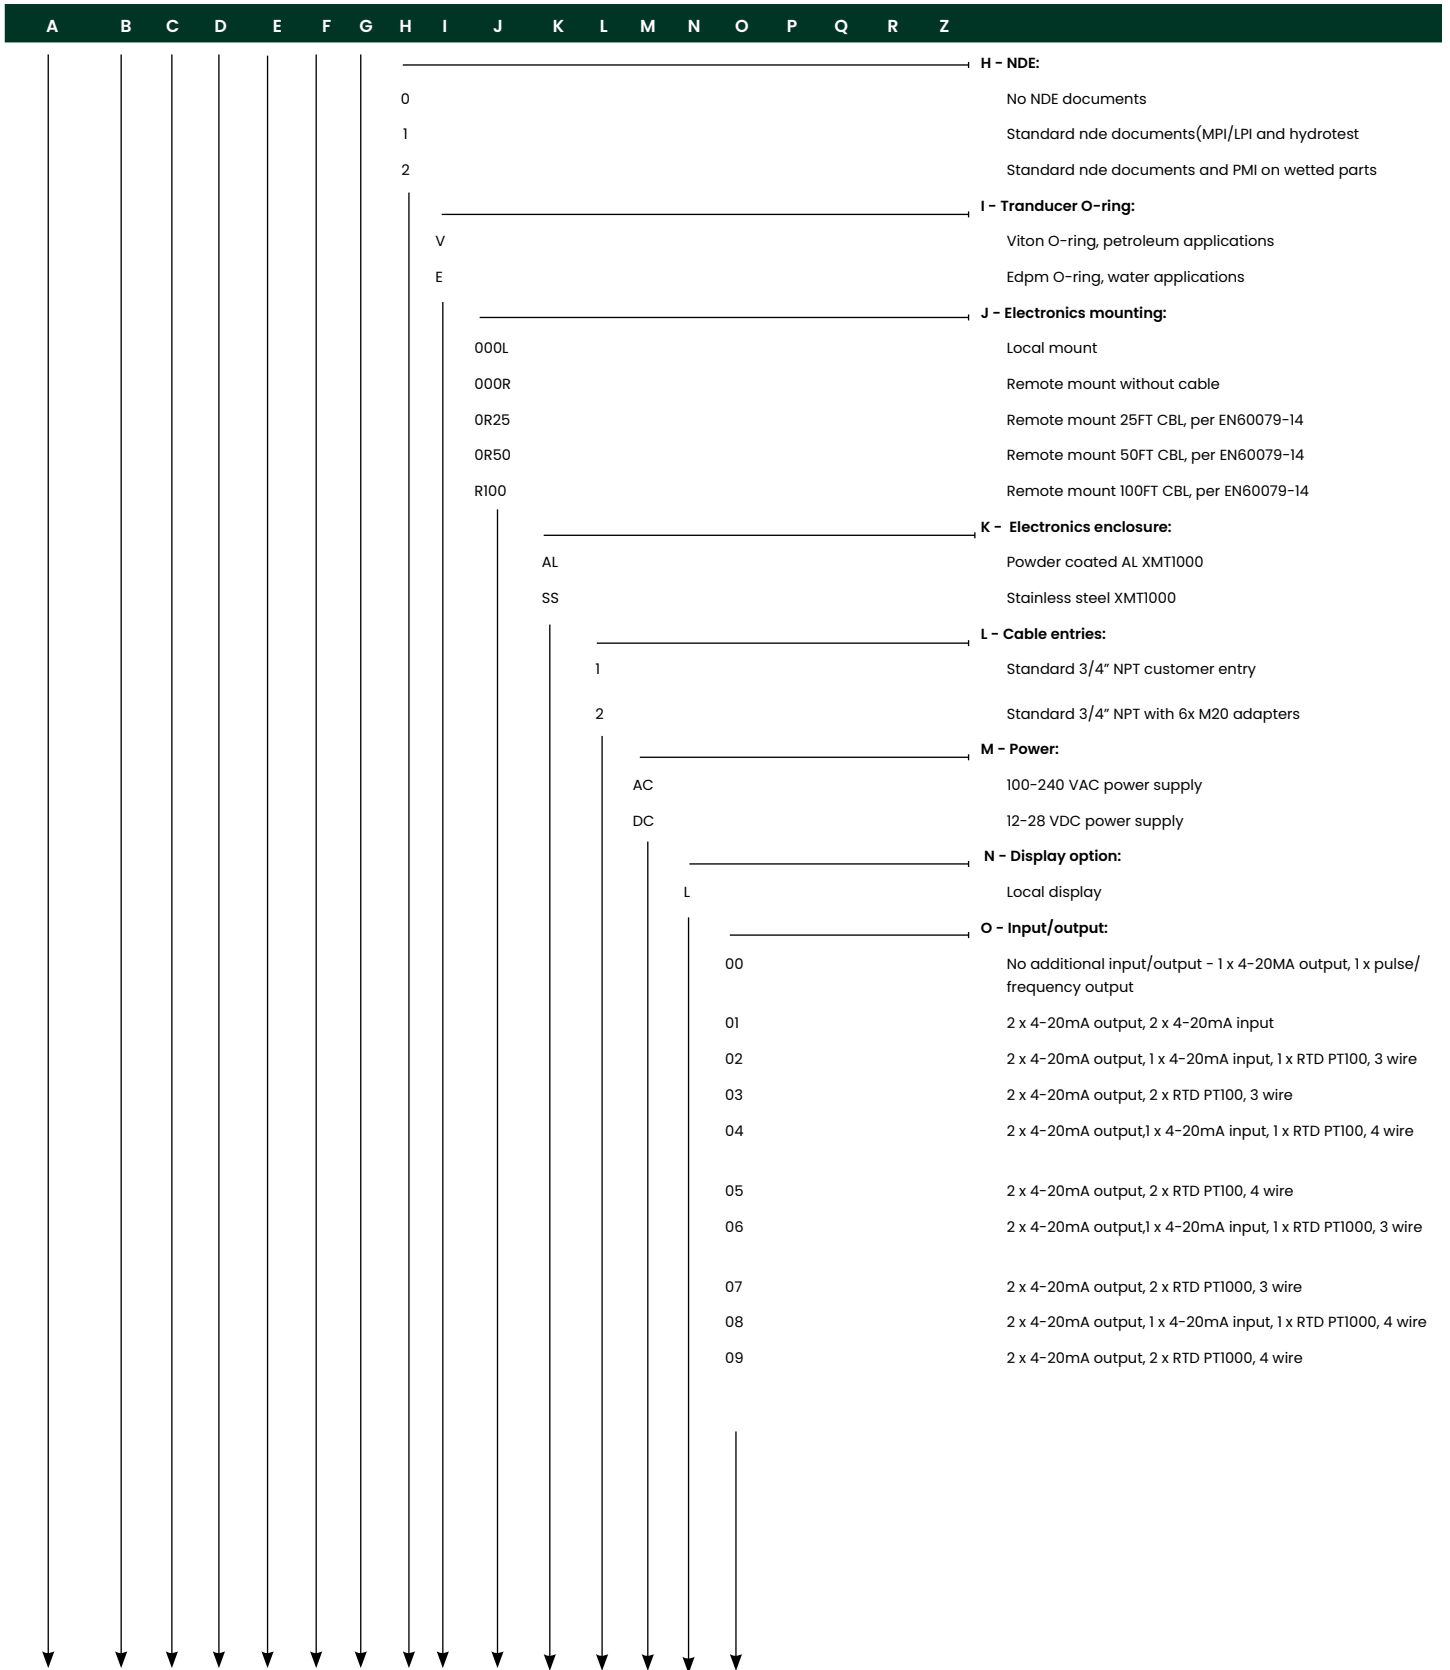 A B C D E F G H I J K L M N O P Q R Z
H - NDE:
0 No NDE documents
1 Standard nde documents(MPI/LPI and hydrotest
2 Standard nde documents and PMI on wetted parts
I - Tranducer O-ring:
V Viton O-ring, petroleum applications
E Edpm O-ring, water applications
J - Electronics mounting:
000L Local mount
000R Remote mount without cable
0R25 Remote mount 25FT CBL, per EN60079-14
0R50 Remote mount 50FT CBL, per EN60079-14
R100 Remote mount 100FT CBL, per EN60079-14
K - Electronics enclosure:
AL Powder coated AL XMT1000
SS Stainless steel XMT1000
L - Cable entries:
1 Standard 3/4” NPT customer entry
2 Standard 3/4” NPT with 6x M20 adapters
M - Power:
AC 100-240 VAC power supply
DC 12-28 VDC power supply
N - Display option:
L Local display
O - Input/output:
00 No additional input/output - 1 x 4-20MA output, 1 x pulse/
frequency output
01 2 x 4-20mA output, 2 x 4-20mA input
02 2 x 4-20mA output, 1 x 4-20mA input, 1 x RTD PT100, 3 wire
03 2 x 4-20mA output, 2 x RTD PT100, 3 wire
04 2 x 4-20mA output,1 x 4-20mA input, 1 x RTD PT100, 4 wire
05 2 x 4-20mA output, 2 x RTD PT100, 4 wire
06 2 x 4-20mA output,1 x 4-20mA input, 1 x RTD PT1000, 3 wire
07 2 x 4-20mA output, 2 x RTD PT1000, 3 wire
08 2 x 4-20mA output, 1 x 4-20mA input, 1 x RTD PT1000, 4 wire
09 2 x 4-20mA output, 2 x RTD PT1000, 4 wire